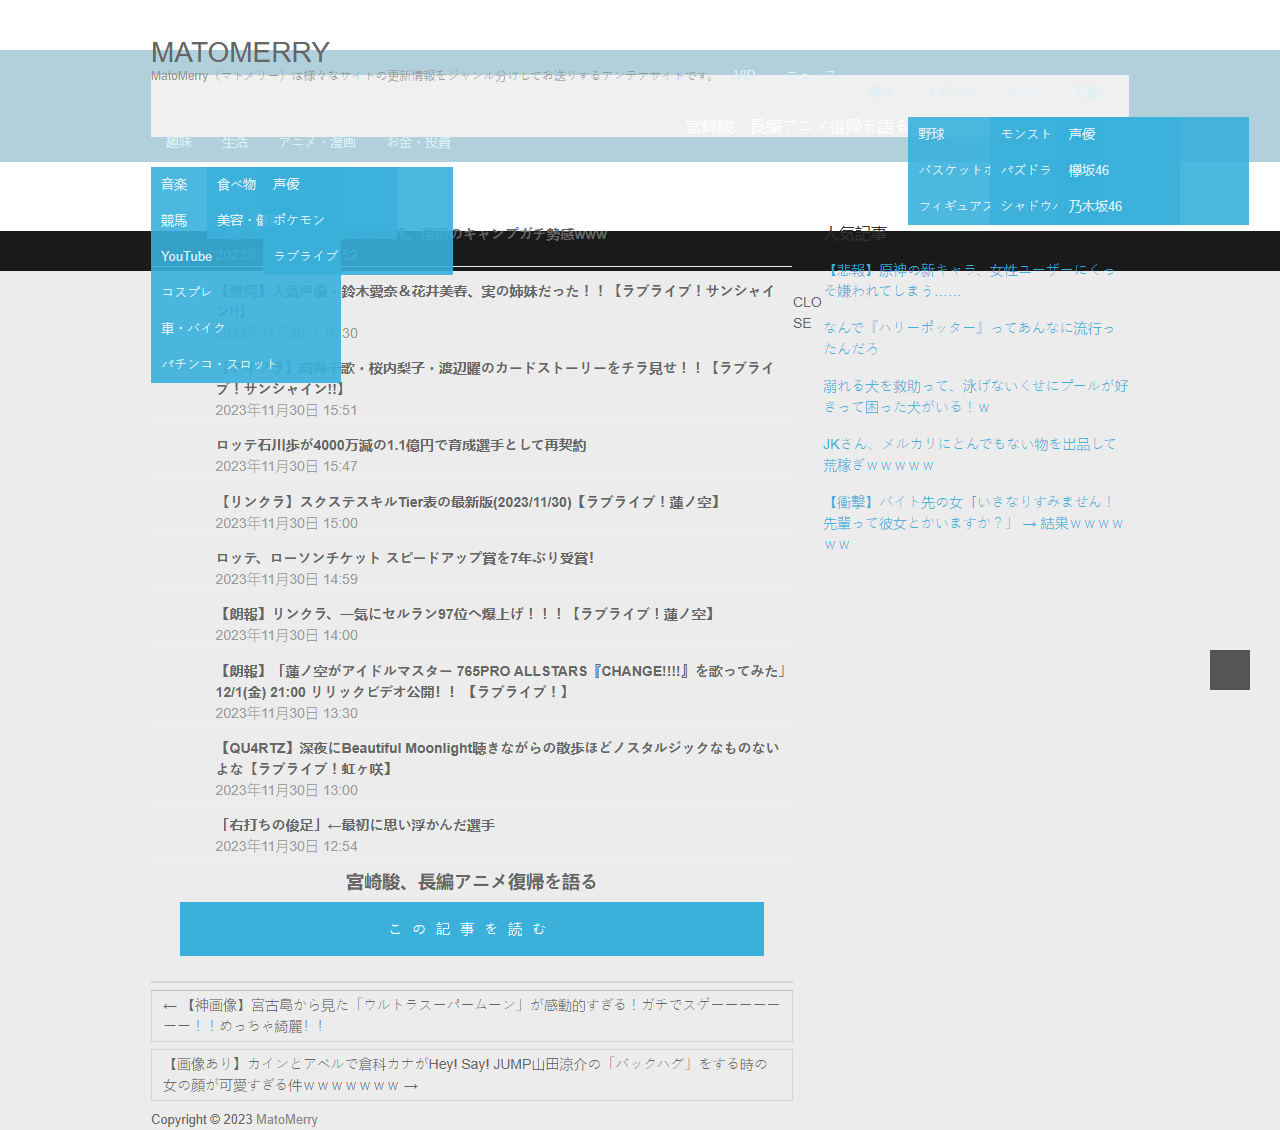 MATOMERRY
MatoMerry（マトメリー）は様々なサイトの更新情報をジャンル分けしてお送りするアンテナサイトです。
VIP ニュース
スポーツ ゲーム 芸能
宮崎駿、長編アニメ復帰を語る
趣味 生活 アニメ・漫画 お金・投資
野球 モンスト 声優
バスケットボ パズドラ 欅坂46
フィギュアス シャドウバ 乃木坂46
音楽 食べ物 声優
競馬 美容・健 ポケモン
YouTube ラブライブ
コスプレ
車・バイク
パチンコ・スロット
のキャンプガチ勢感www
人気記事
【驚愕】人気声優・鈴木愛奈＆花井美春、実の姉妹だった！！【ラブライブ！サンシャイン!!】
歌・桜内梨子・渡辺曜のカードストーリーをチラ見せ！！【ラブライ
ブ！サンシャイン!!】
2023年11月30日 15:51
ロッテ石川歩が4000万減の1.1億円で育成選手として再契約
2023年11月30日 15:47
【リンクラ】スクステスキルTier表の最新版(2023/11/30)【ラブライブ！蓮ノ空】
2023年11月30日 15:00
ロッテ、ローソンチケット スピードアップ賞を7年ぶり受賞！
2023年11月30日 14:59
【朗報】リンクラ、一気にセルラン97位へ爆上げ！！！【ラブライブ！蓮ノ空】
2023年11月30日 14:00
【朗報】「蓮ノ空がアイドルマスター 765PRO ALLSTARS『CHANGE!!!!』を歌ってみた」
12/1(金) 21:00 リリックビデオ公開！！【ラブライブ！】
2023年11月30日 13:30
【QU4RTZ】深夜にBeautiful Moonlight聴きながらの散歩ほどノスタルジックなものない
よな【ラブライブ！虹ヶ咲】
2023年11月30日 13:00
「右打ちの俊足」←最初に思い浮かんだ選手
2023年11月30日 12:54
CLO
SE
【悲報】原神の新キャラ、女性ユーザーにくっ
そ嫌われてしまう……
なんで『ハリーポッター』ってあんなに流行っ
たんだろ
溺れる犬を救助って、泳げないくせにプールが好
きって困った犬がいる！ｗ
JKさん、メルカリにとんでもない物を出品して
荒稼ぎｗｗｗｗｗ
【衝撃】バイト先の女「いきなりすみません！
先輩って彼女とかいますか？」 → 結果ｗｗｗｗ
ｗｗ
宮崎駿、長編アニメ復帰を語る
この記事を読む
← 【神画像】宮古島から見た「ウルトラスーパームーン」が感動的すぎる！ガチでスゲーーーーー
ーー！！めっちゃ綺麗！！
【画像あり】カインとアベルで倉科カナがHey! Say! JUMP山田涼介の「バックハグ」をする時の
女の顔が可愛すぎる件ｗｗｗｗｗｗｗ →
Copyright © 2023 MatoMerry